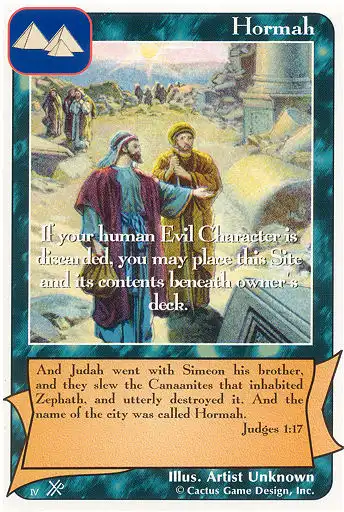 Hormah
If your human Evil Character is
discarded, you may place this Site
and its contents beneath owner's
deck.
And Judah went with Simeon his brother,
and they slew the Canaanites that inhabited
Zephath, and utterly destroyed it. And the
name of the city was called Hormah.
Judges 1:17
IV
Illus. Artist Unknown
© Cactus Game Design, Inc.